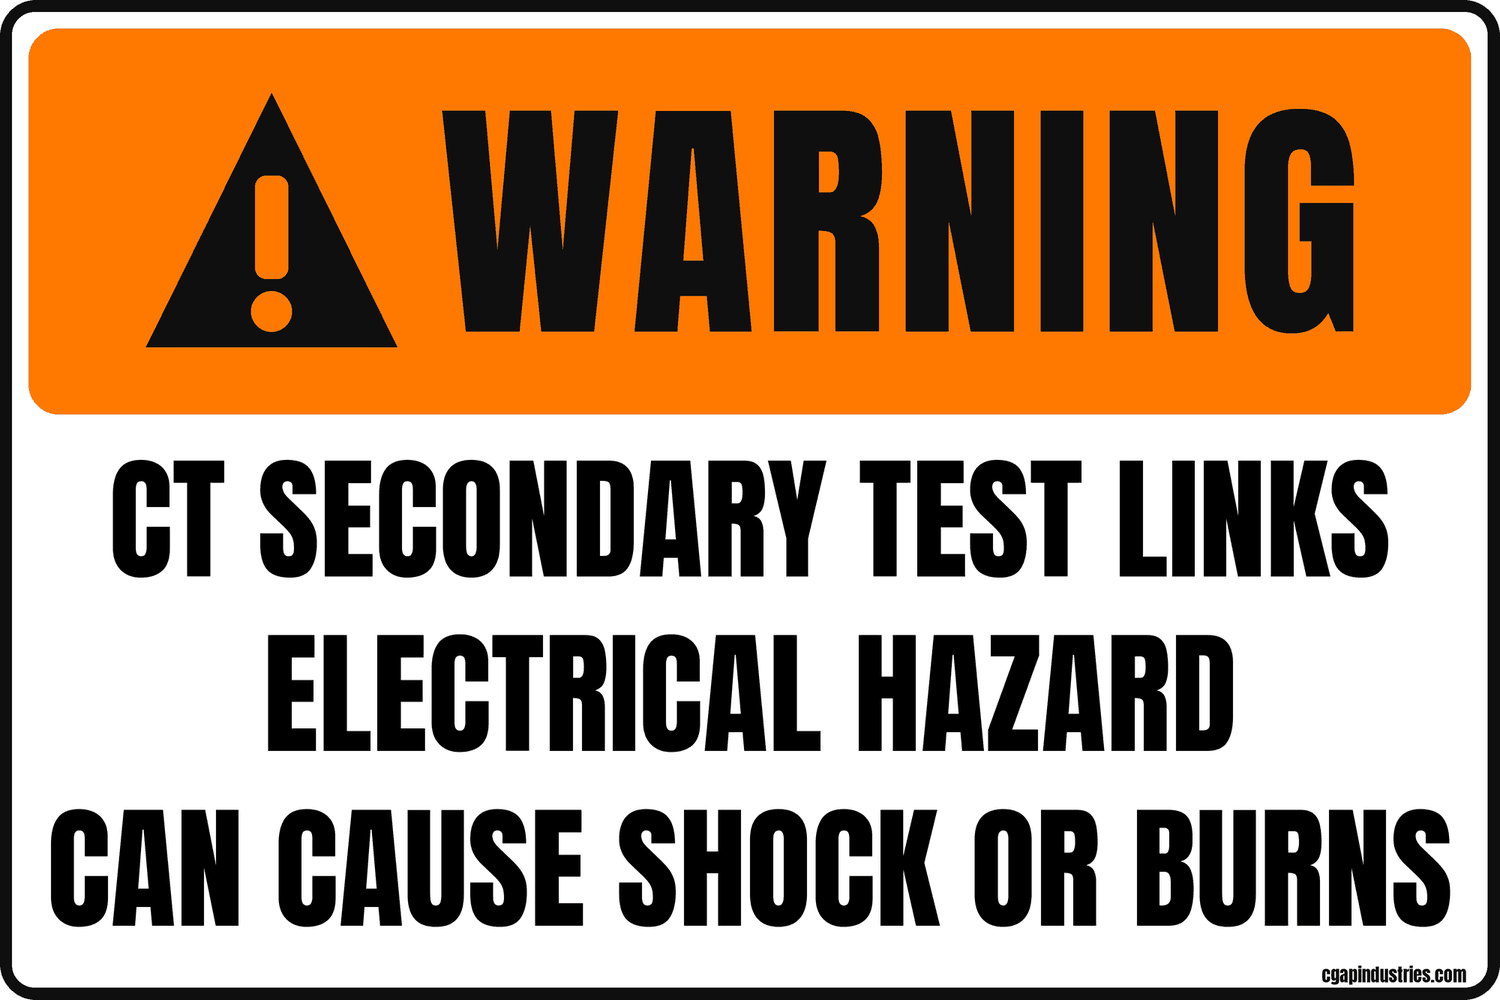 WARNING
CT SECONDARY TEST LINKS
ELECTRICAL HAZARD
CAN CAUSE SHOCK OR BURNS
cgapindustries.com